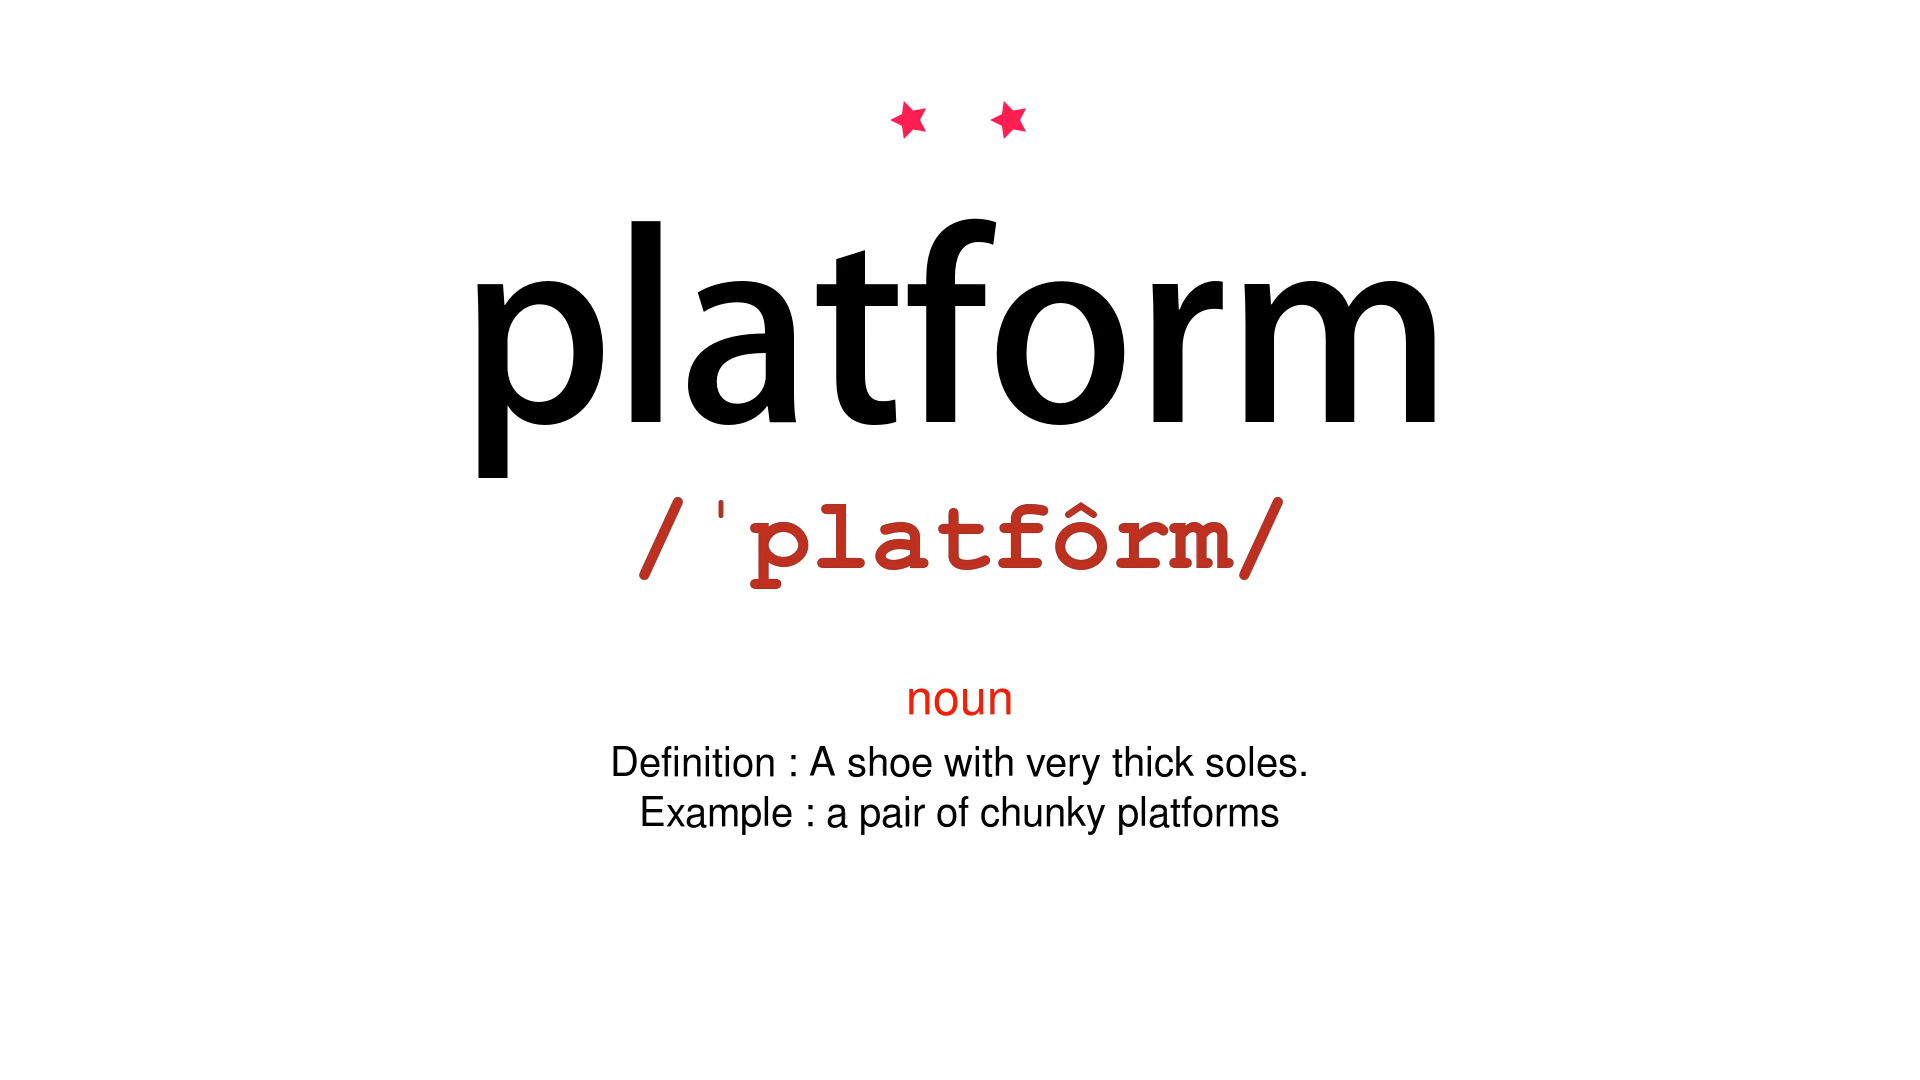 platform
/ˈplatfôrm/
noun
Definition : A shoe with very thick soles.
Example : a pair of chunky platforms